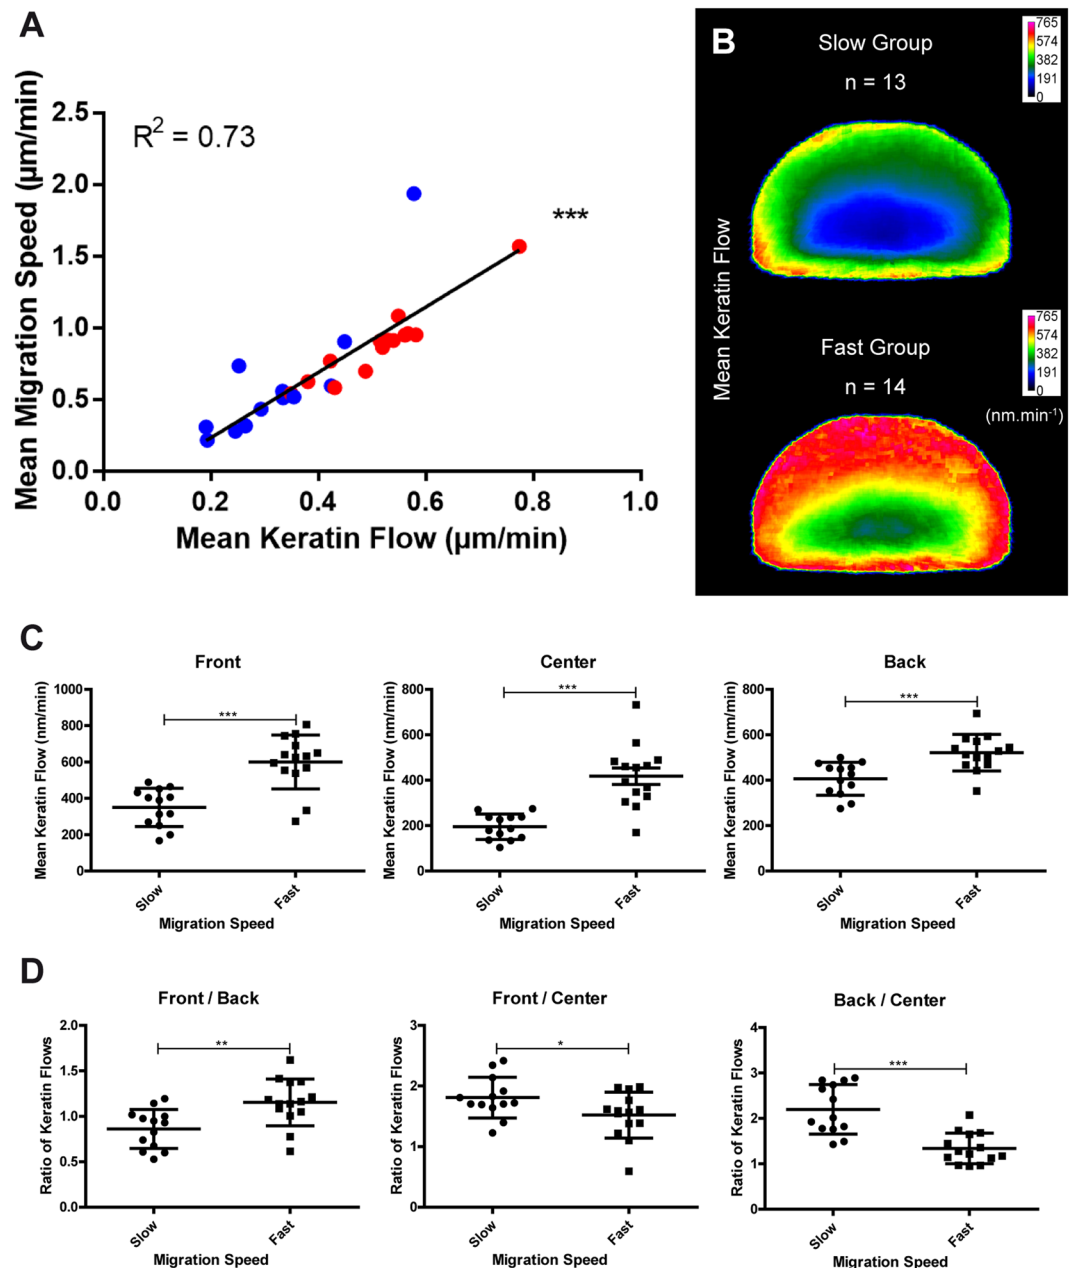 A
Mean Migration Speed (µm/min)
2.5
2.0
1.5
1.0
0.5
0.0
R² = 0.73
***
0.0 0.2 0.4 0.6 0.8 1.0
Mean Keratin Flow (µm/min)
B
Mean Keratin Flow
Slow Group
n = 13
765
574
382
191
0
Fast Group
n = 14
765
574
382
191
0
(nm.min⁻¹)
C
Front
Mean Keratin Flow (nm/min)
1000
800
600
400
200
0
***
Slow Fast
Migration Speed
Center
Mean Keratin Flow (nm/min)
800
600
400
200
0
***
Slow Fast
Migration Speed
Back
Mean Keratin Flow (nm/min)
800
600
400
200
0
***
Slow Fast
Migration Speed
D
Front / Back
Ratio of Keratin Flows
2.0
1.5
1.0
0.5
0.0
**
Slow Fast
Migration Speed
Front / Center
Ratio of Keratin Flows
3
2
1
0
*
Slow Fast
Migration Speed
Back / Center
Ratio of Keratin Flows
4
3
2
1
0
***
Slow Fast
Migration Speed